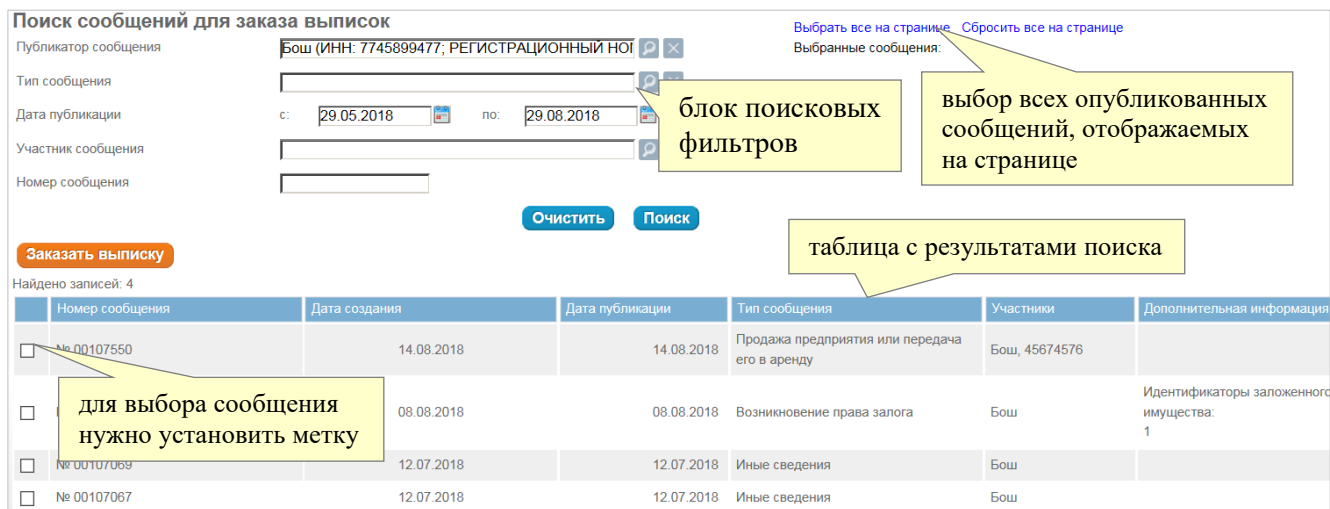 Поиск сообщений для заказа выписок
Выбрать все на странице Сбросить все на странице
Публикатор сообщения Бош (ИНН: 7745899477; РЕГИСТРАЦИОННЫЙ НОМ
Выбранные сообщения:
Тип сообщения
Дата публикации с: 29.05.2018 по: 29.08.2018
Участник сообщения
Номер сообщения
блок поисковых
фильтров
выбор всех опубликованных
сообщений, отображаемых
на странице
Очистить Поиск
таблица с результатами поиска
Заказать выписку
Найдено записей: 4
Номер сообщения Дата создания Дата публикации Тип сообщения Участники Дополнительная информация
№ 00107550 14.08.2018 14.08.2018 Продажа предприятия или передача
его в аренду
Бош, 45674576
для выбора сообщения
нужно установить метку
08.08.2018 08.08.2018 Возникновение права залога Бош
Идентификаторы заложенного
имущества:
1
№ 00107069 12.07.2018 12.07.2018 Иные сведения Бош
№ 00107067 12.07.2018 12.07.2018 Иные сведения Бош